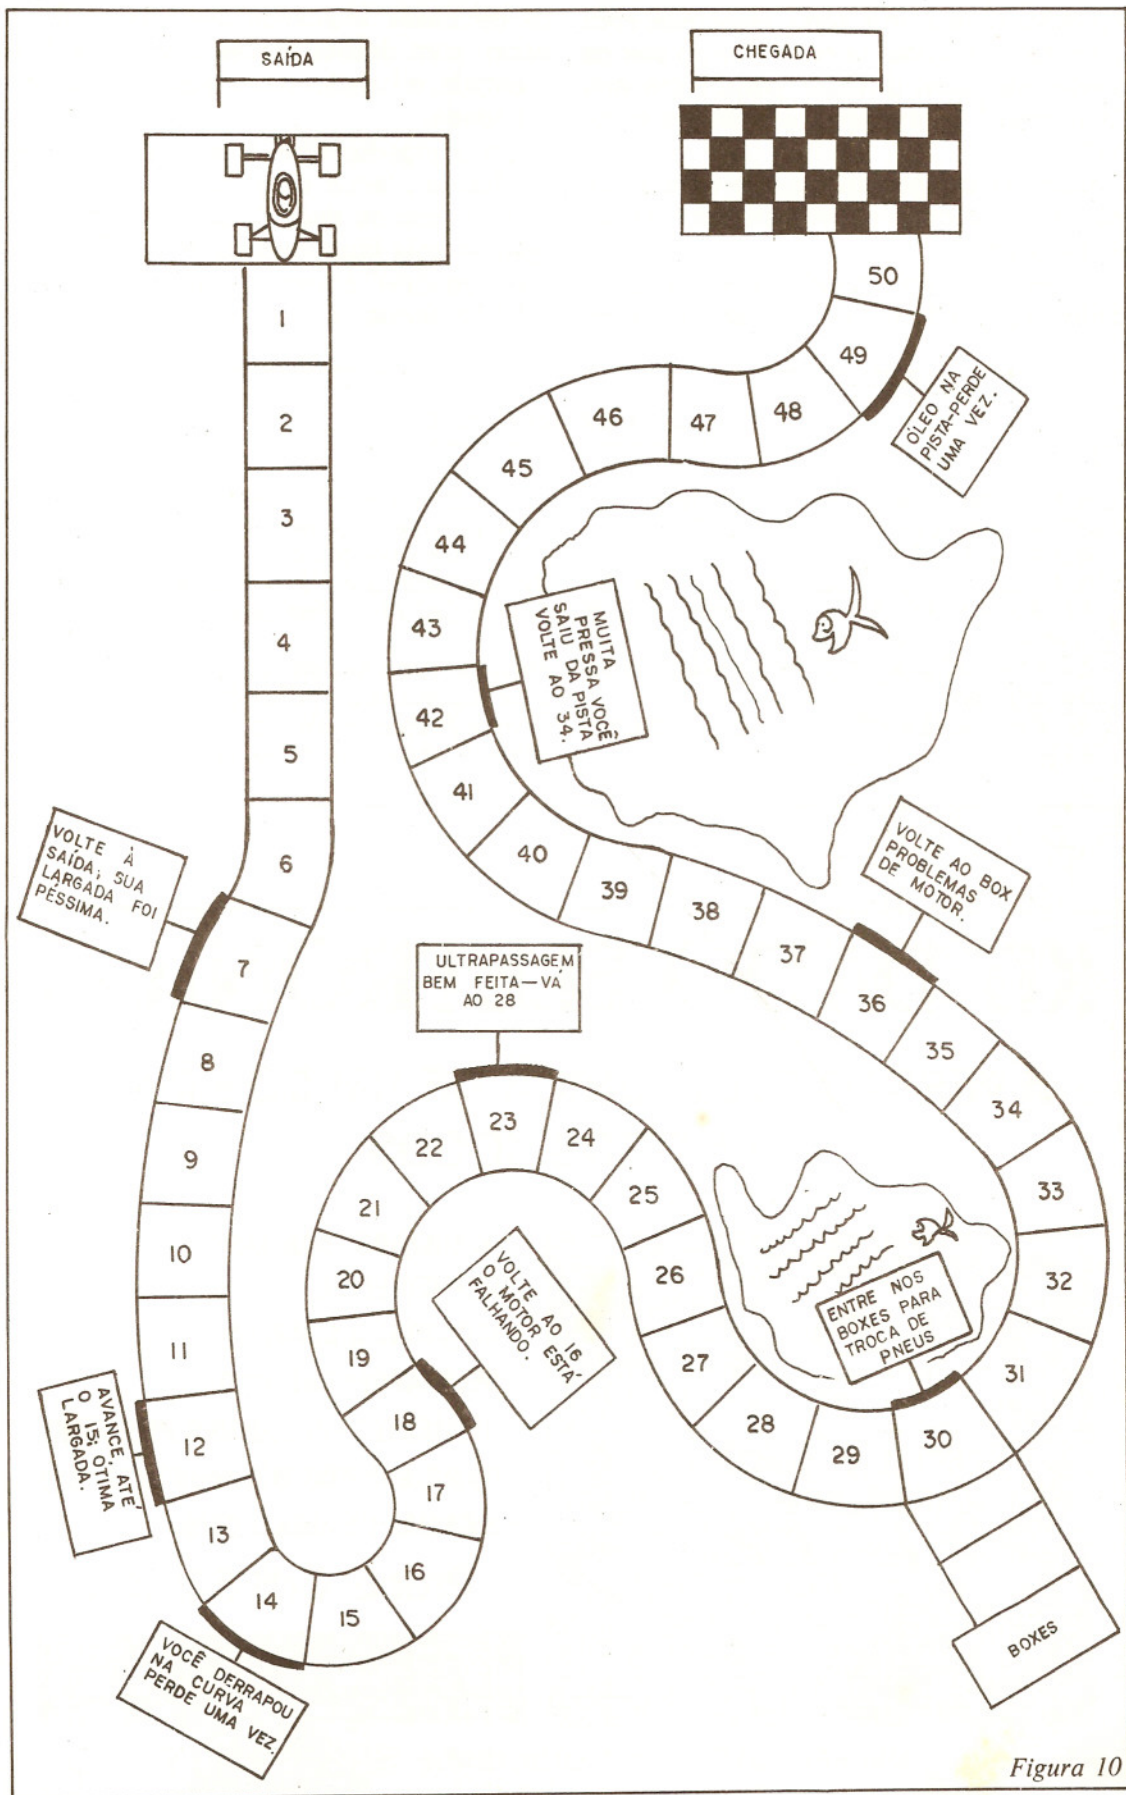 SAÍDA
CHEGADA
1
2
3
4
5
6
VOLTE À
SAÍDA; SUA
LARGADA FOI
PÉSSIMA.
7
8
9
10
11
12
AVANCE, ATÉ
O 15; OTIMA
LARGADA.
13
14
VOCÊ DERRAPOU
NA CURVA
PERDE UMA VEZ.
15
16
17
18
VOLTE AO 16
O MOTOR ESTÁ
FALHANDO.
19
20
21
22
23
ULTRAPASSAGEM
BEM FEITA—VÁ
AO 28
24
25
26
27
28
29
30
ENTRE NOS
BOXES PARA
TROCA DE
PNEUS
BOXES
31
32
33
34
35
36
VOLTE AO BOX
PROBLEMAS
DE MOTOR.
37
38
39
40
41
42
MUITA
PRESSA VOCÊ
SAIU DA PISTA
VOLTE AO 34.
43
44
45
46
47
48
49
ÓLEO NA
PISTA-PERDE
UMA VEZ.
50
Figura 10